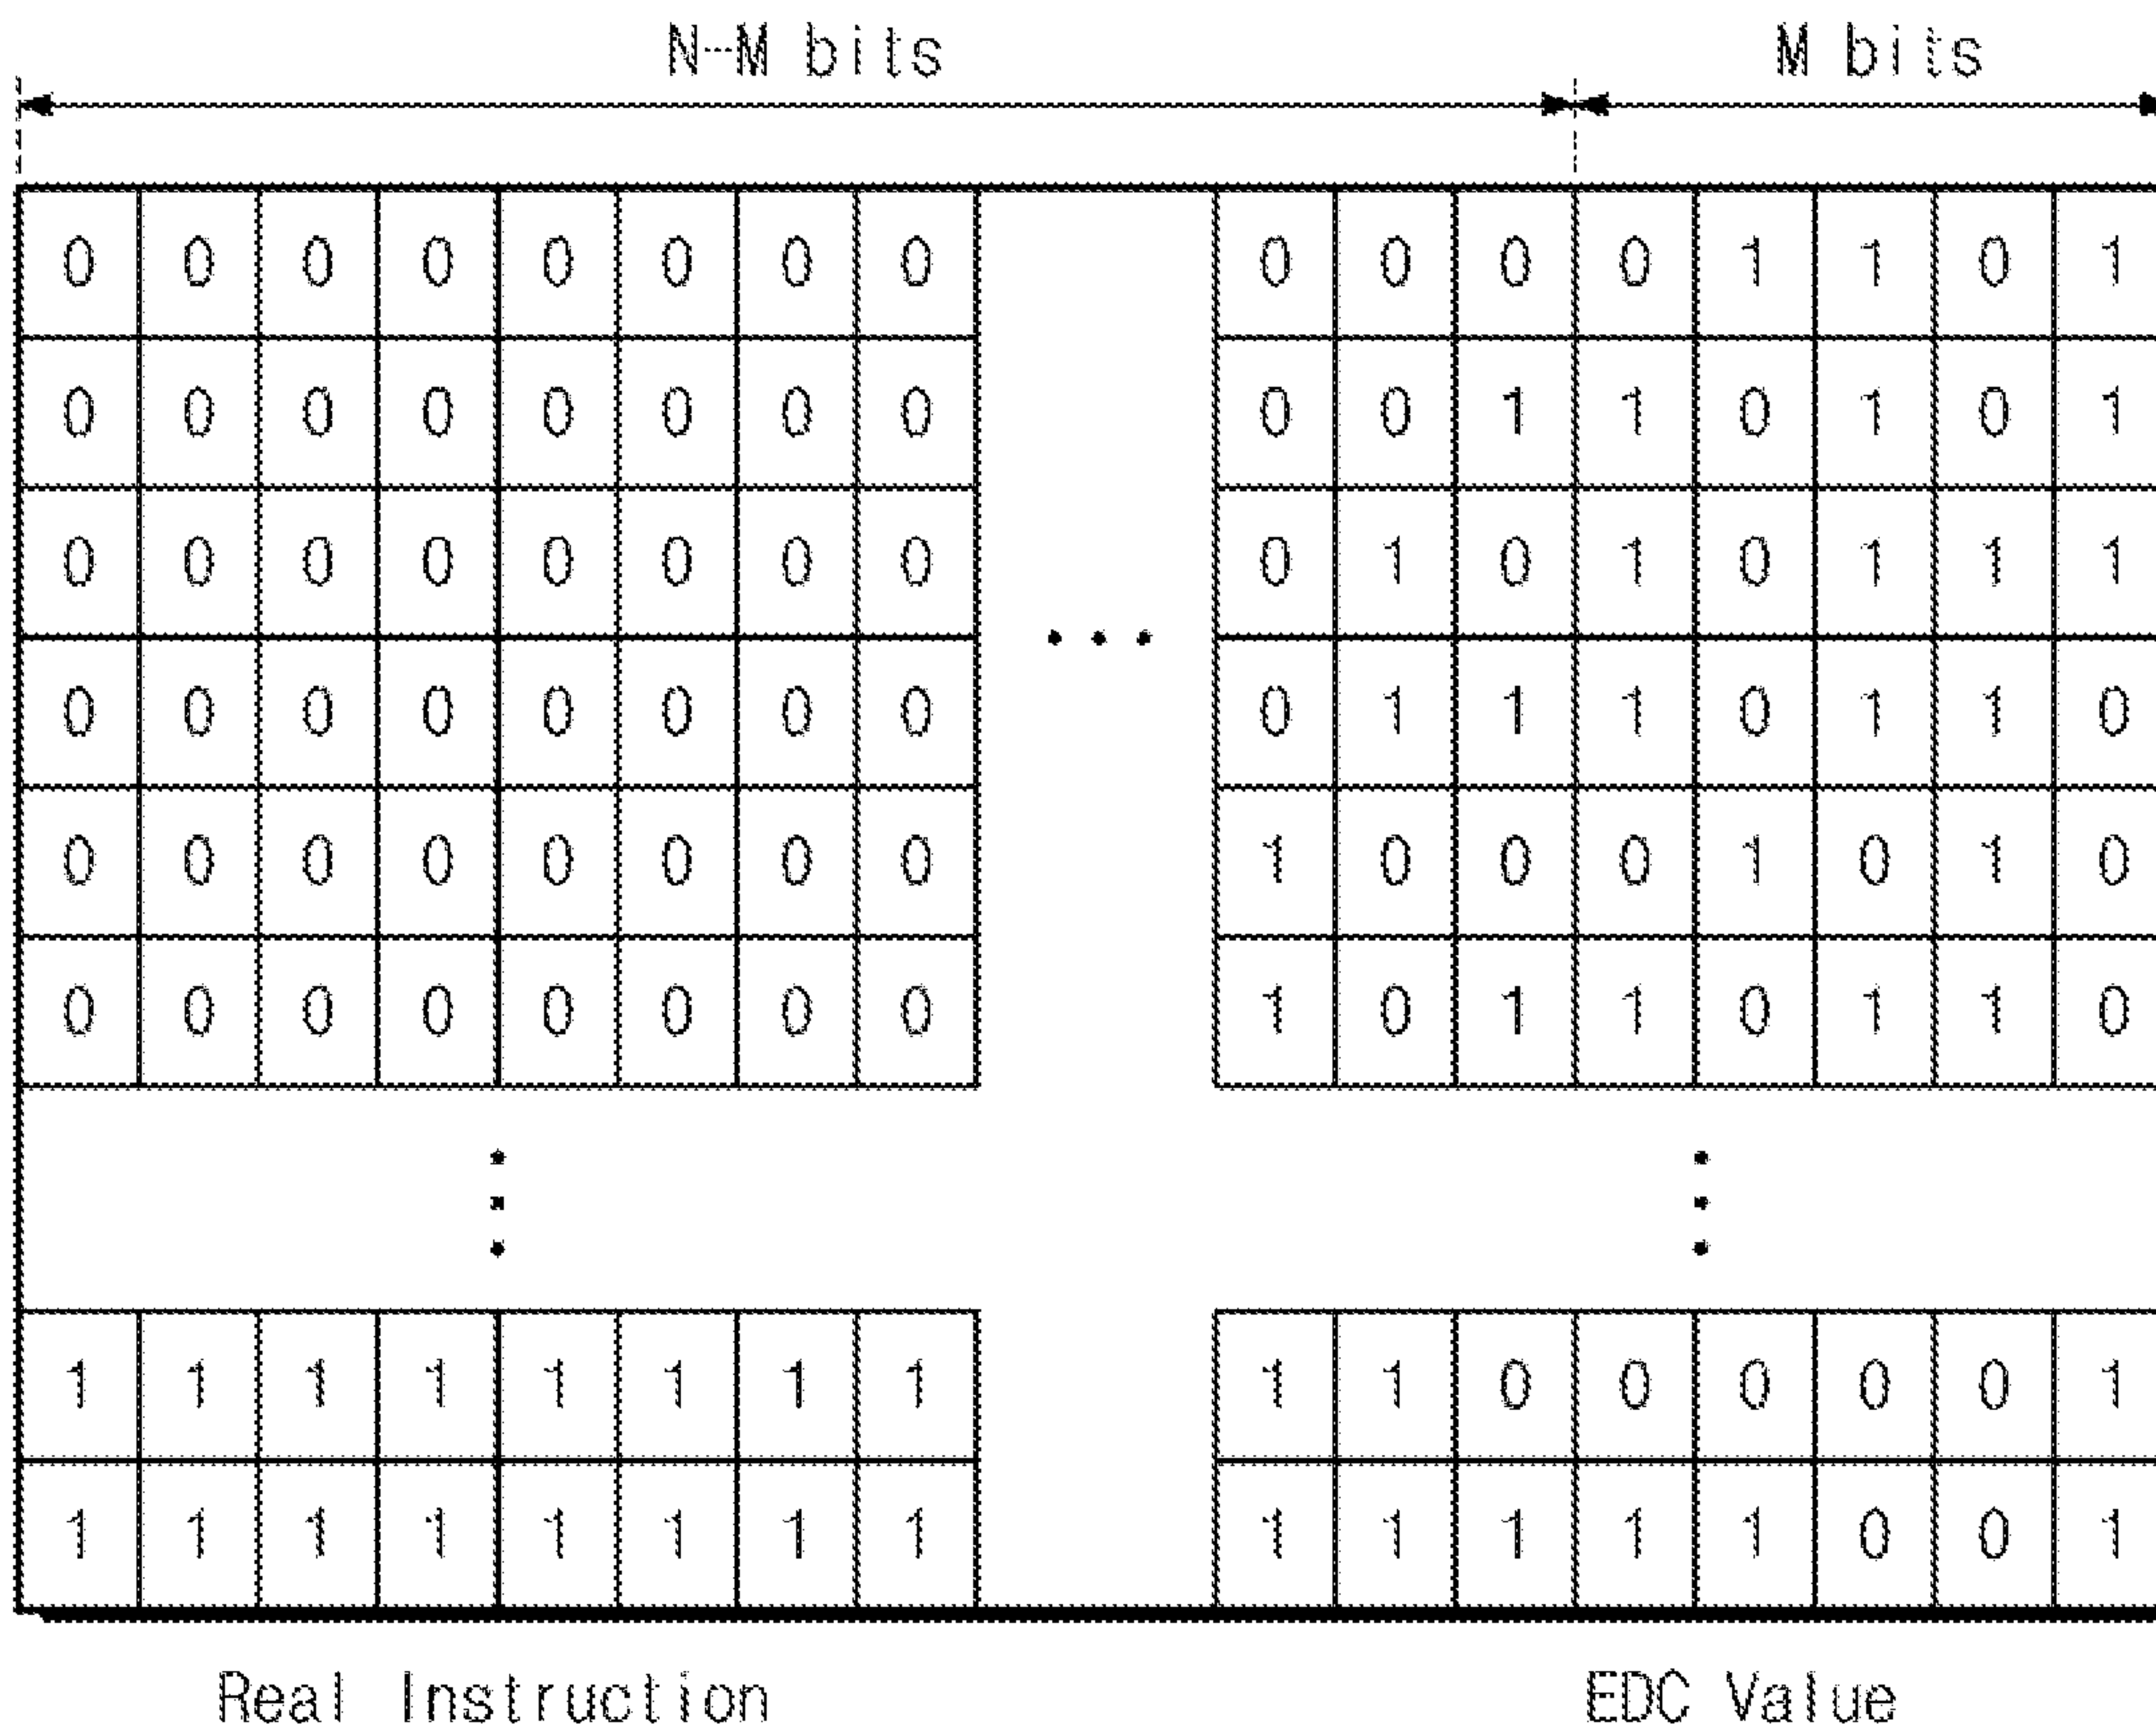 N-M bits M bits
0 0 0 0 0 0 0 0 0 0 0 0 1 1 0 1
0 0 0 0 0 0 0 0 0 0 1 1 0 1 0 1
0 0 0 0 0 0 0 0 0 1 0 1 0 1 1 1
...
0 0 0 0 0 0 0 0 0 1 1 1 0 1 1 0
0 0 0 0 0 0 0 0 1 0 0 0 1 0 1 0
0 0 0 0 0 0 0 0 1 0 1 1 0 1 1 0
1 1 1 1 1 1 1 1 1 1 0 0 0 0 0 1
1 1 1 1 1 1 1 1 1 1 1 1 1 0 0 1
Real Instruction EDC Value